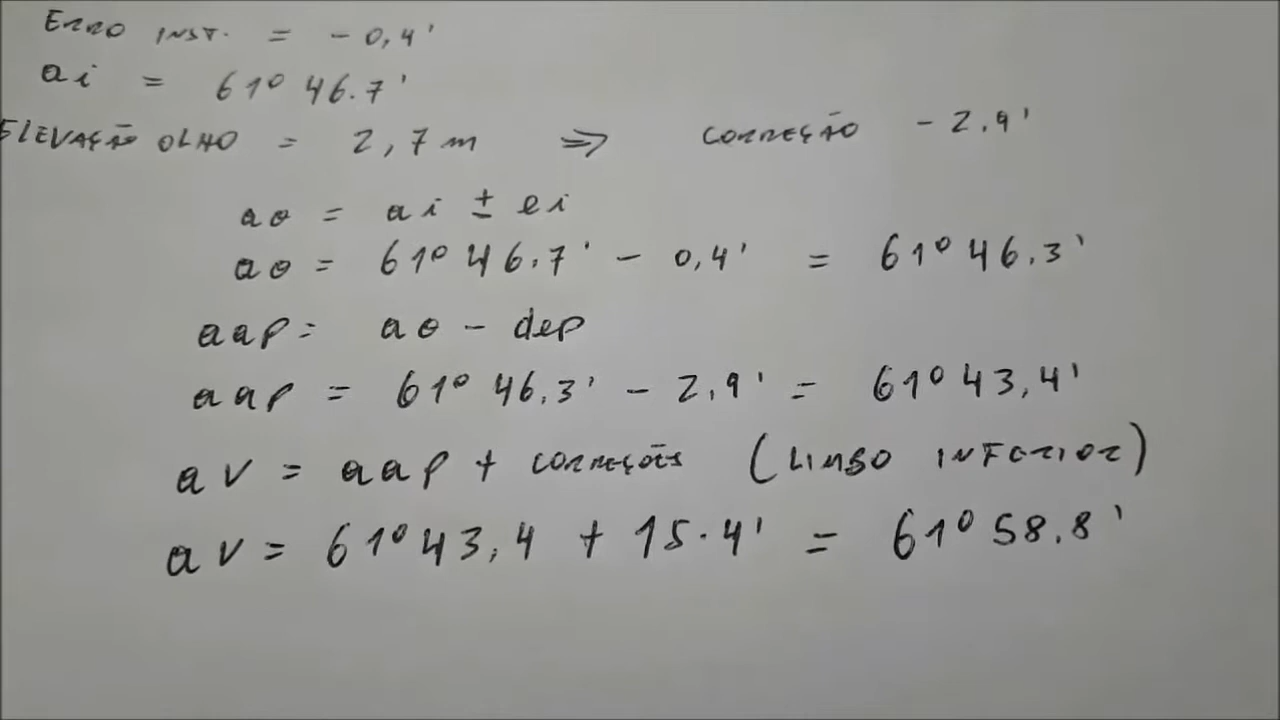 ERRO INST. = - 0,4'
ai = 61° 46.7'
ELEVAÇÃO OLHO = 2,7m ⇒ CORREÇÃO - 2.9'
ao = ai ± ei
ao = 61° 46.7' - 0,4' = 61° 46.3'
aap = ao - dep
aap = 61° 46.3' - 2.9' = 61° 43,4'
av = aap + correções (LIMBO INFERIOR)
av = 61° 43,4 + 15.4' = 61° 58.8'